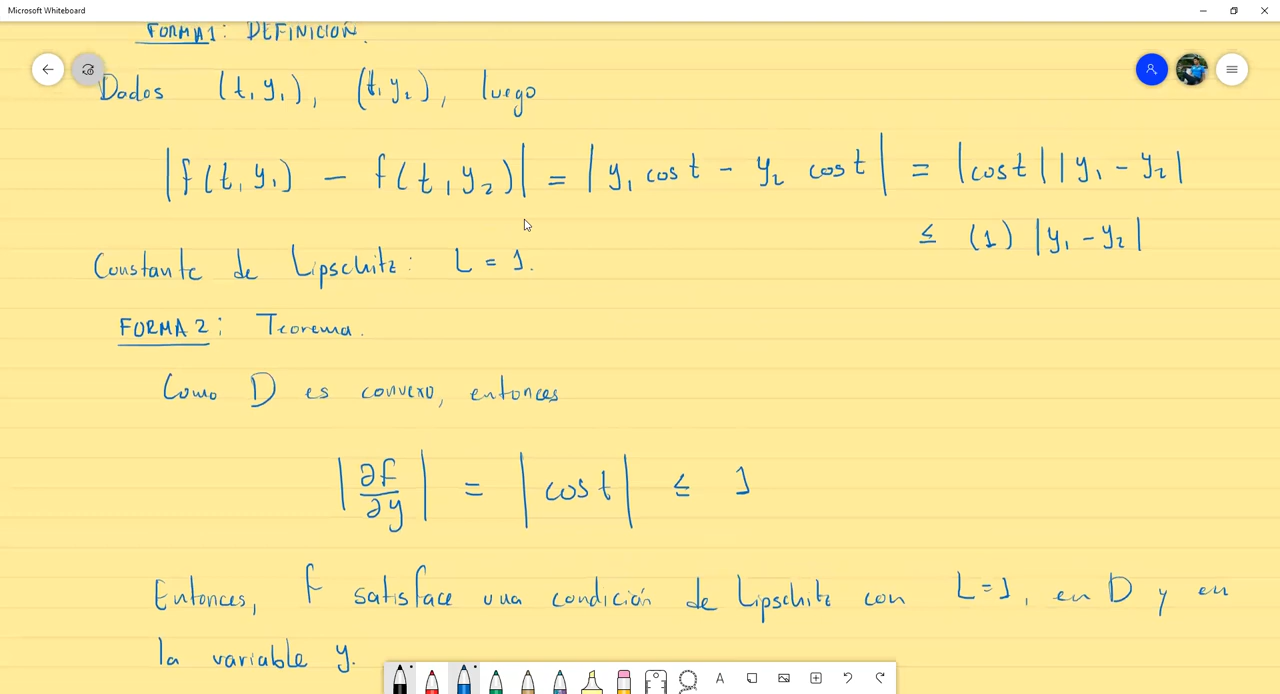 Microsoft Whiteboard
FORMA 1: DEFINICIÓN.
Dados (t, y₁), (t, y₂), luego
|f(t, y₁) - f(t, y₂)| = |y₁ cos t - y₂ cos t| = |cos t| |y₁ - y₂|
≤ (1) |y₁ - y₂|
Constante de Lipschitz: L = 1.
FORMA 2: Teorema.
Como D es convexo, entonces
|∂f/∂y| = |cos t| ≤ 1
Entonces, f satisface una condición de Lipschitz con L=1, en D y en
la variable y.
A